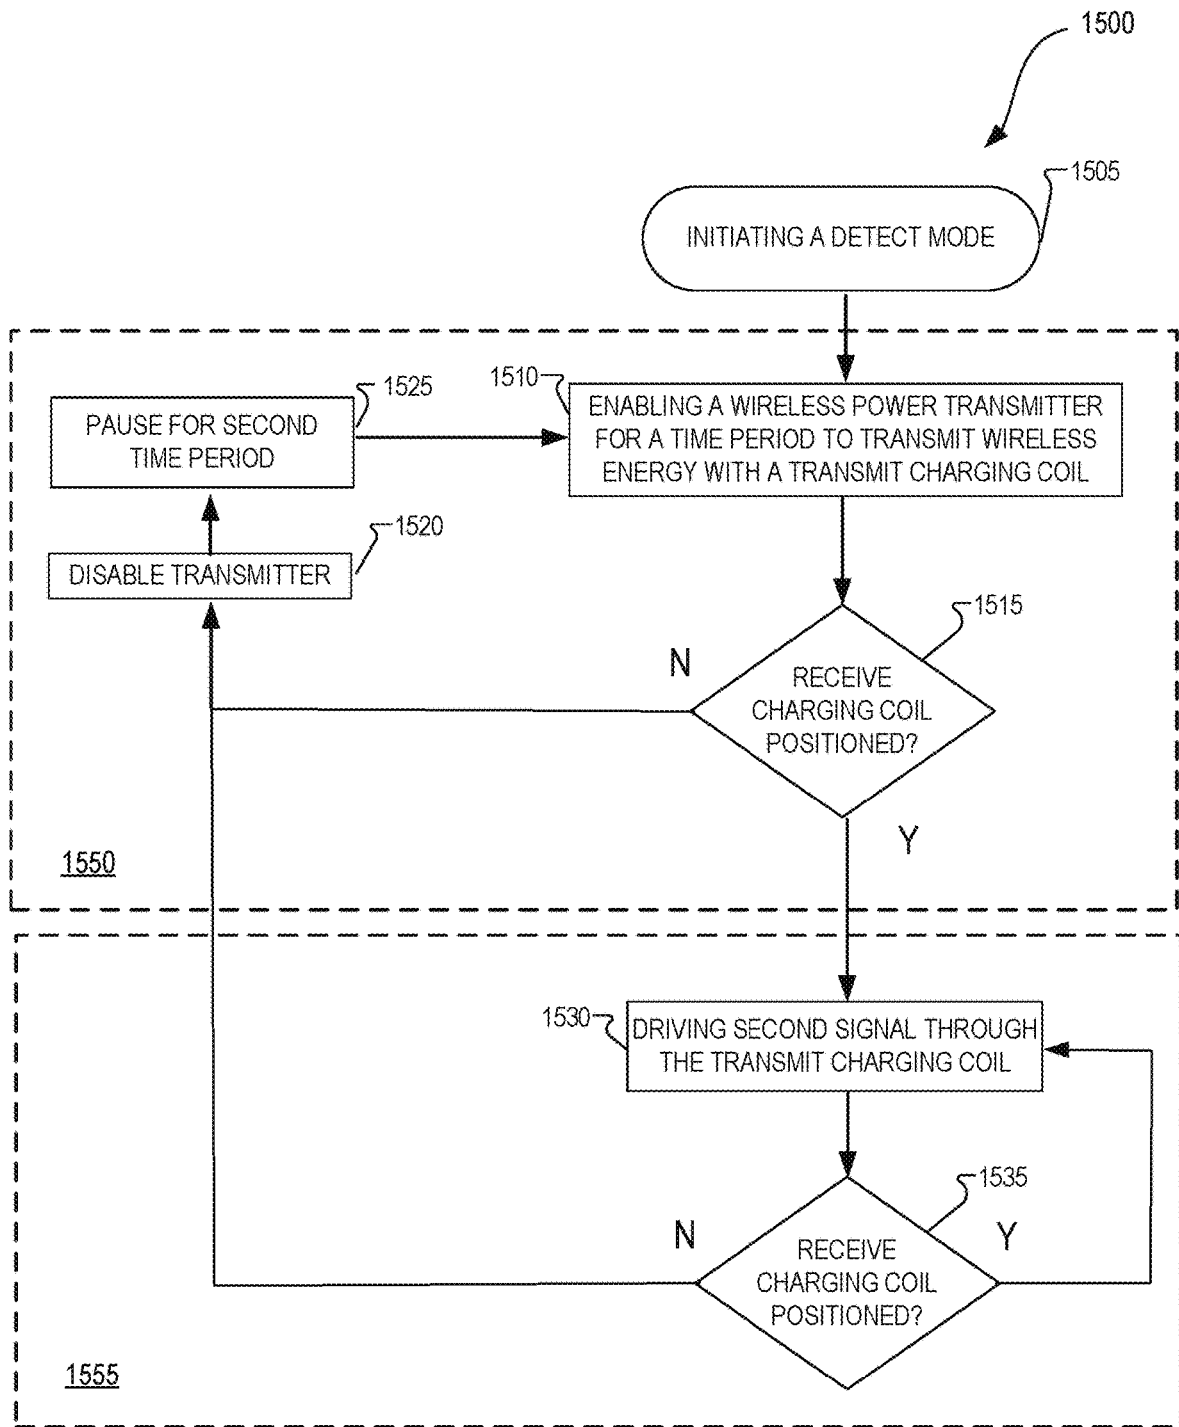 1500
1505
INITIATING A DETECT MODE
1525
PAUSE FOR SECOND
TIME PERIOD
1510
ENABLING A WIRELESS POWER TRANSMITTER
FOR A TIME PERIOD TO TRANSMIT WIRELESS
ENERGY WITH A TRANSMIT CHARGING COIL
1520
DISABLE TRANSMITTER
1515
N
RECEIVE
CHARGING COIL
POSITIONED?
Y
1550
1530
DRIVING SECOND SIGNAL THROUGH
THE TRANSMIT CHARGING COIL
1535
N
Y
RECEIVE
CHARGING COIL
POSITIONED?
1555